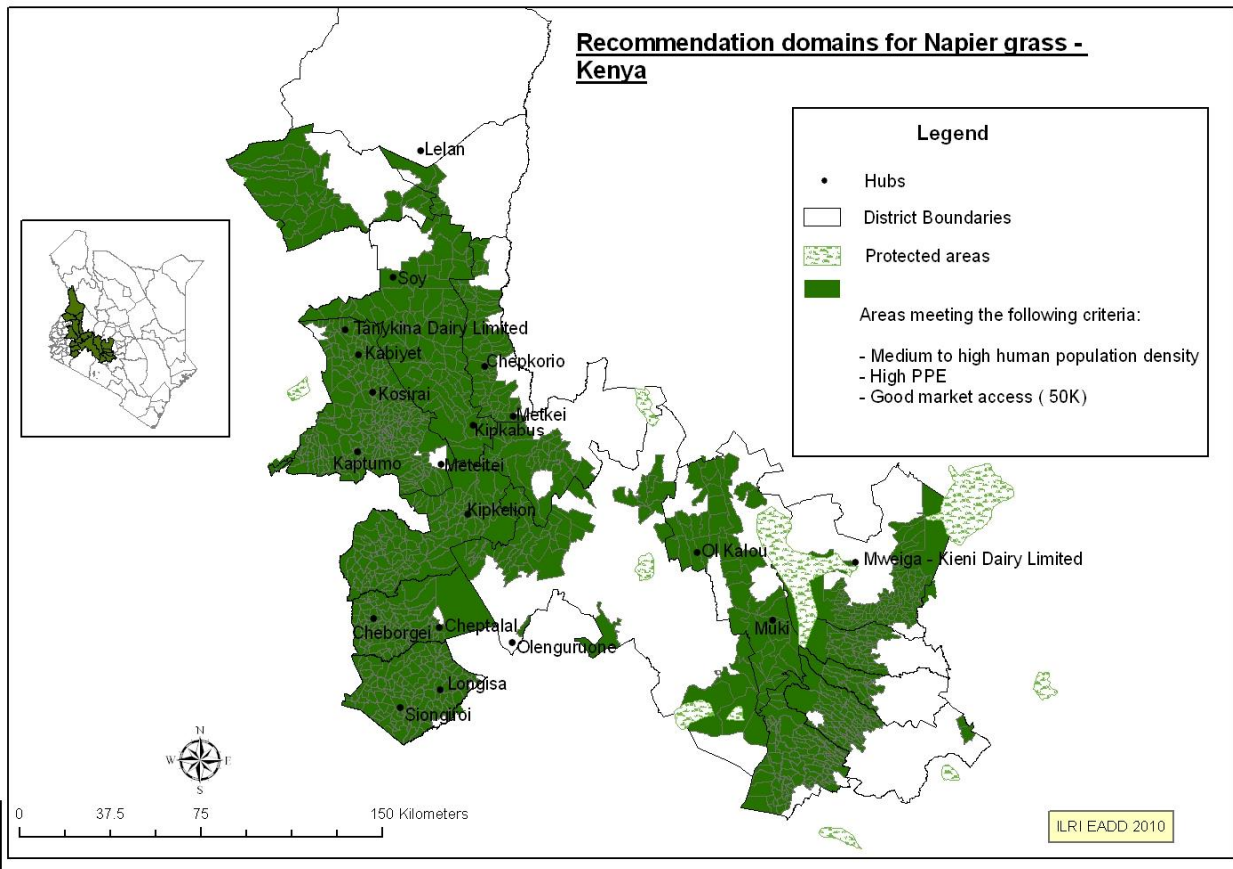 Recommendation domains for Napier grass -
Kenya
Legend
Hubs
District Boundaries
Protected areas
Areas meeting the following criteria:
- Medium to high human population density
- High PPE
- Good market access ( 50K)
Lelan
Soy
Tanykina Dairy Limited
Kabiyet
Chepkorio
Kosirai
Metkei
Kipkabus
Kaptumo
Meteitei
Kipkelion
Ol Kalou
Mweiga - Kieni Dairy Limited
Cheborgei
Cheptalal
Muki
Olenguruone
Longisa
Siongiroi
N
W
E
S
0 37.5 75 150 Kilometers
ILRI EADD 2010